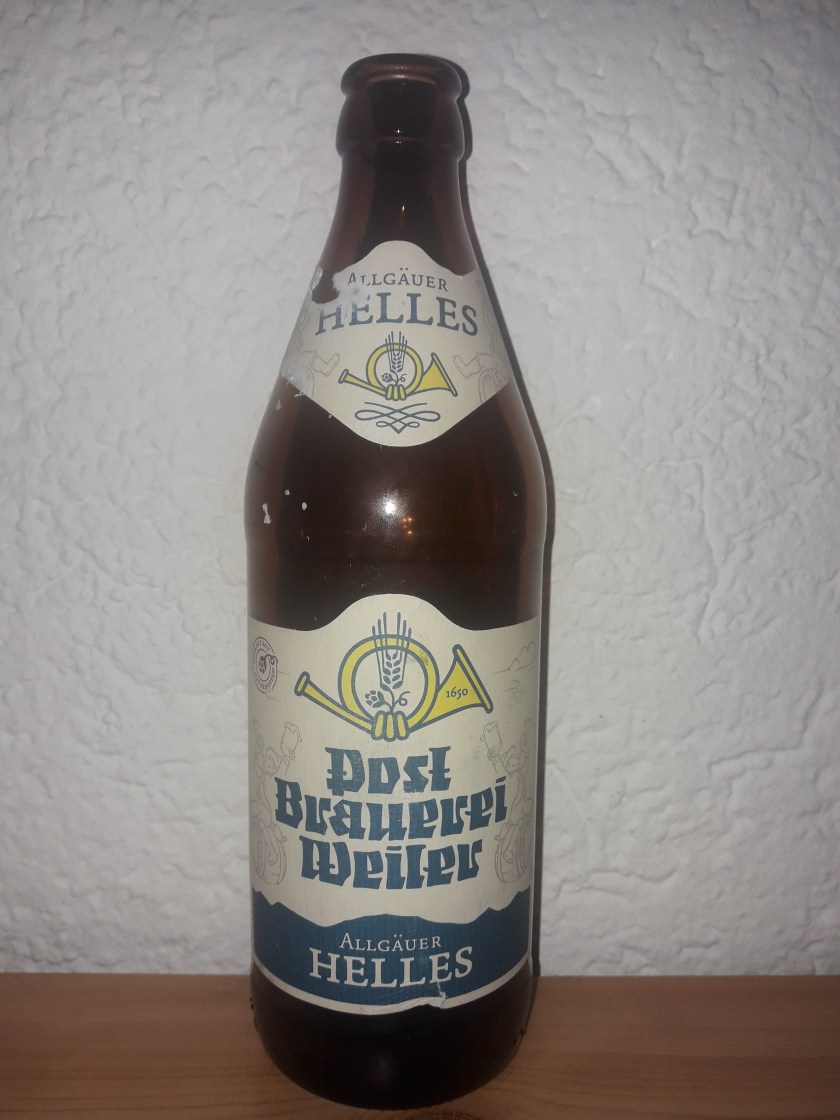 ALLGÄUER
HELLES
1650
Post
Brauerei
Weiler
ALLGÄUER
HELLES